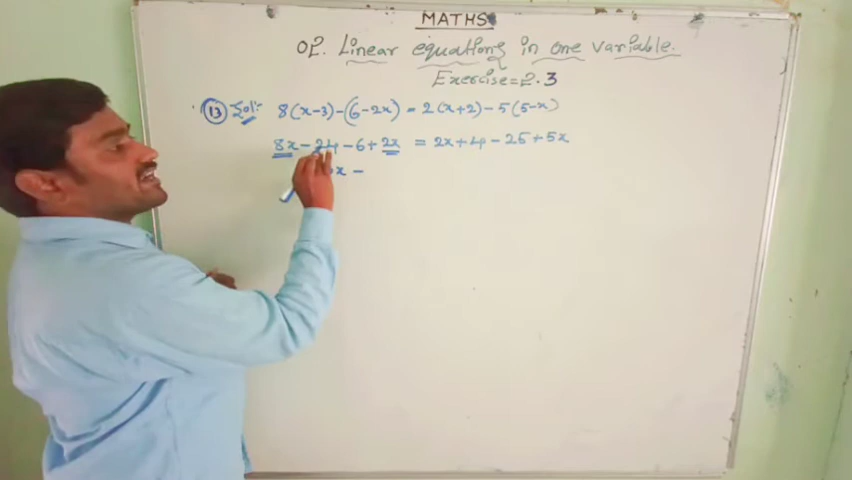 MATHS
02. Linear equations in one variable.
Exercise=2.3
13 Sol:- 8(x-3)-(6-2x) = 2(x+2)-5(5-x)
8x-24-6+2x = 2x+4-25+5x
x -